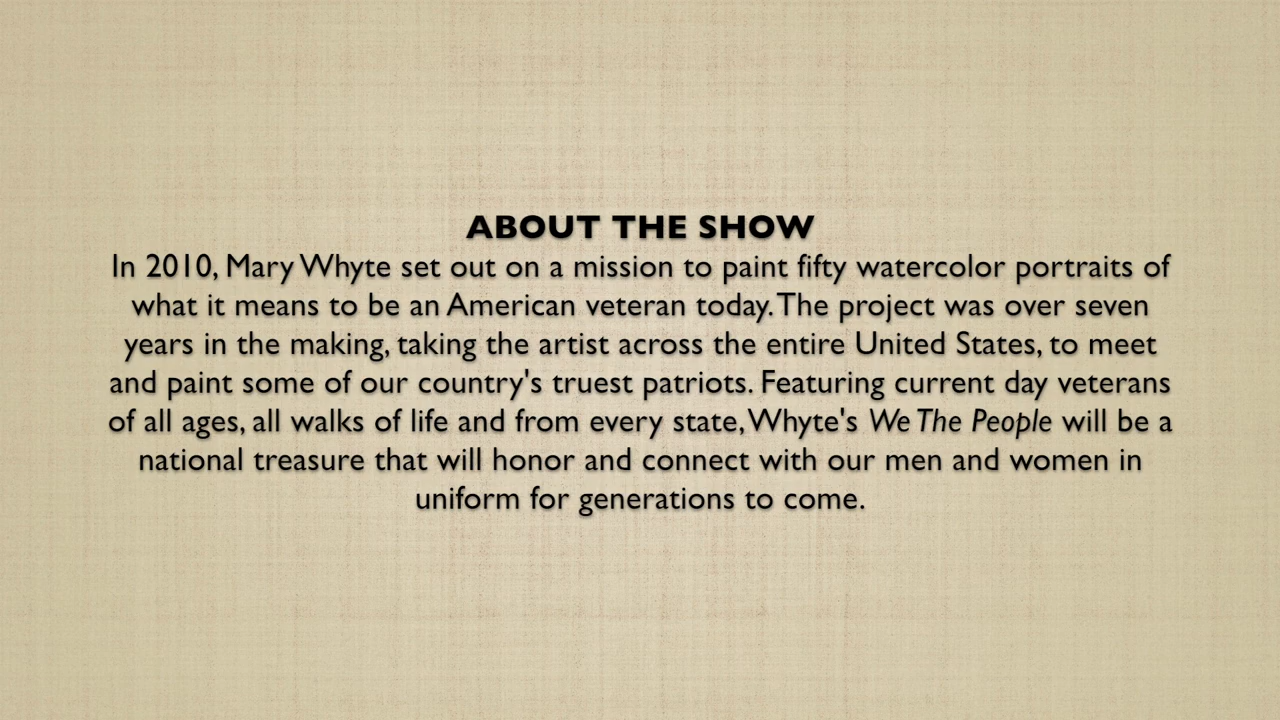 ABOUT THE SHOW
In 2010, Mary Whyte set out on a mission to paint fifty watercolor portraits of
what it means to be an American veteran today. The project was over seven
years in the making, taking the artist across the entire United States, to meet
and paint some of our country's truest patriots. Featuring current day veterans
of all ages, all walks of life and from every state, Whyte's We The People will be a
national treasure that will honor and connect with our men and women in
uniform for generations to come.